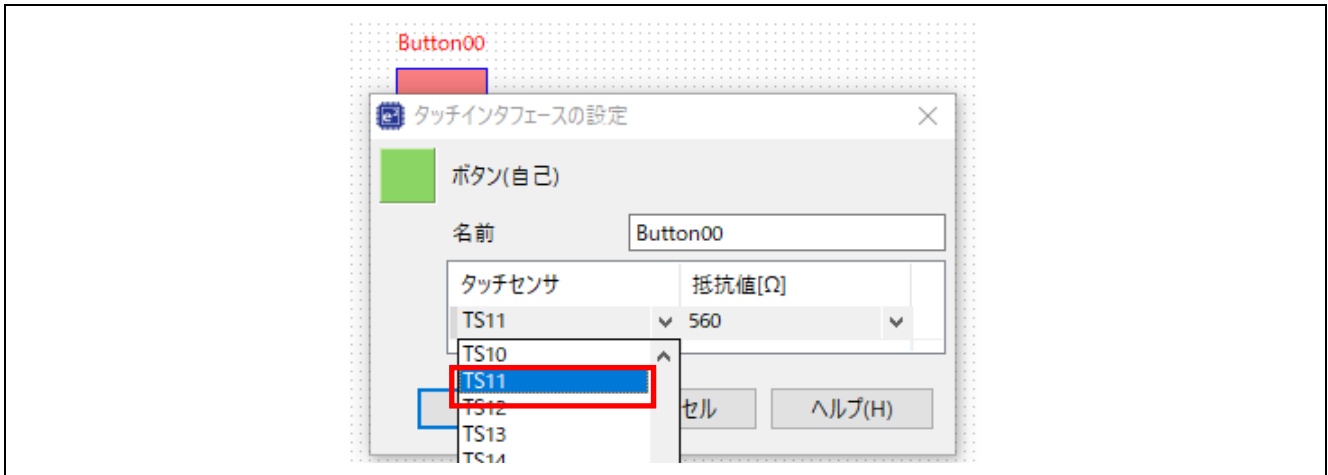 Button00
タッチインタフェースの設定
ボタン(自己)
名前 Button00
タッチセンサ 抵抗値[Ω]
TS11 560
TS10
TS11
TS12
TS13
TS14
セル ヘルプ(H)